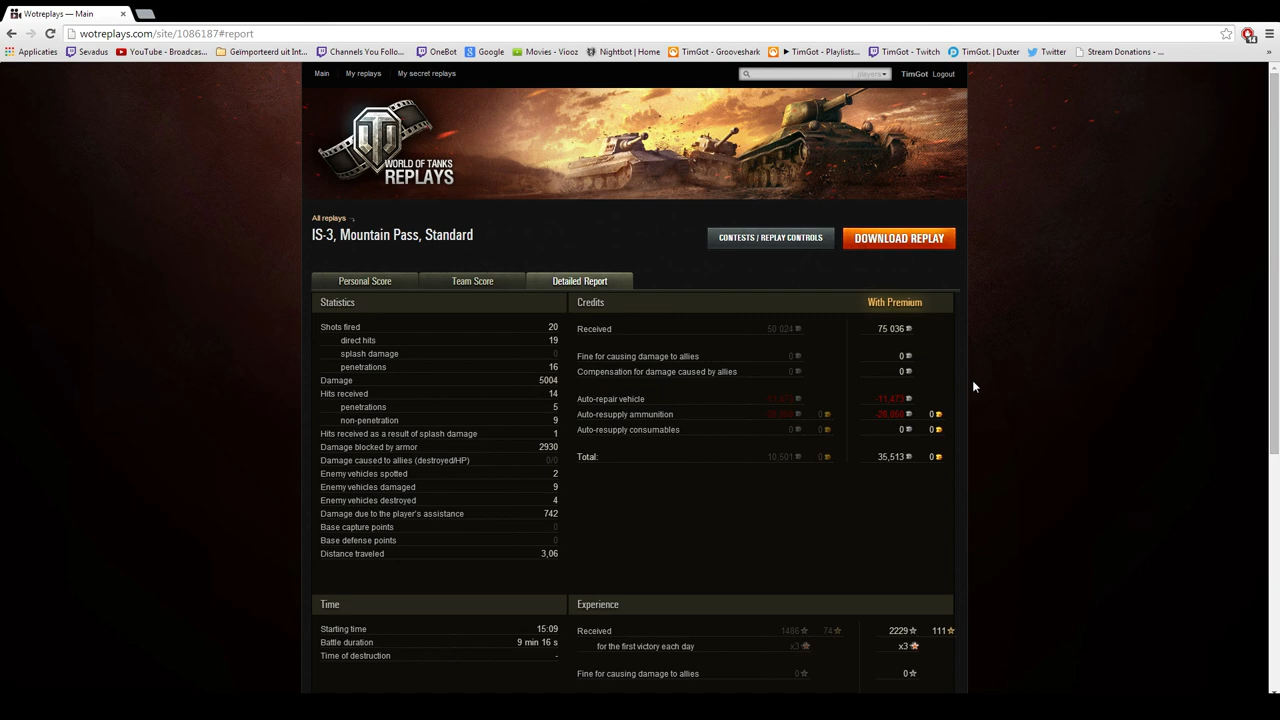 Wotreplays — Main
wotreplays.com/site/1086187#report
Applicaties Sevadus YouTube - Broadcas... Geïmporteerd uit Int... Channels You Follow... OneBot Google Movies - Viooz Nightbot | Home TimGot - Grooveshark TimGot - Playlists... TimGot - Twitch TimGot. | Duxter Twitter Stream Donations - ...
Main My replays My secret replays players TimGot Logout
WORLD OF TANKS
REPLAYS
All replays
IS-3, Mountain Pass, Standard
CONTESTS / REPLAY CONTROLS DOWNLOAD REPLAY
Personal Score Team Score Detailed Report
Statistics Credits With Premium
Shots fired 20 Received 50 024 75 036
direct hits 19
splash damage 0 Fine for causing damage to allies 0 0
penetrations 16 Compensation for damage caused by allies 0 0
Damage 5004
Hits received 14 Auto-repair vehicle -11,473
penetrations 5 Auto-resupply ammunition 0 0
non-penetration 9 Auto-resupply consumables 0 0 0 0
Hits received as a result of splash damage 1
Damage blocked by armor 2930 Total: 10,501 0 35,513 0
Damage caused to allies (destroyed/HP) 0/0
Enemy vehicles spotted 2
Enemy vehicles damaged 9
Enemy vehicles destroyed 4
Damage due to the player's assistance 742
Base capture points 0
Base defense points 0
Distance traveled 3,06
Time Experience
Starting time 15:09 Received 1486 74 2229 111
Battle duration 9 min 16 s for the first victory each day x3 x3
Time of destruction -
Fine for causing damage to allies 0 0